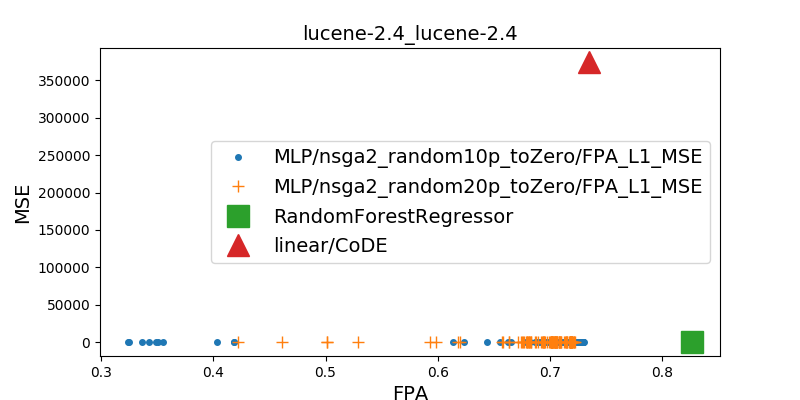 lucene-2.4_lucene-2.4
MSE
350000
300000
250000
200000
150000
100000
50000
0
MLP/nsga2_random10p_toZero/FPA_L1_MSE
MLP/nsga2_random20p_toZero/FPA_L1_MSE
RandomForestRegressor
linear/CoDE
0.3 0.4 0.5 0.6 0.7 0.8
FPA